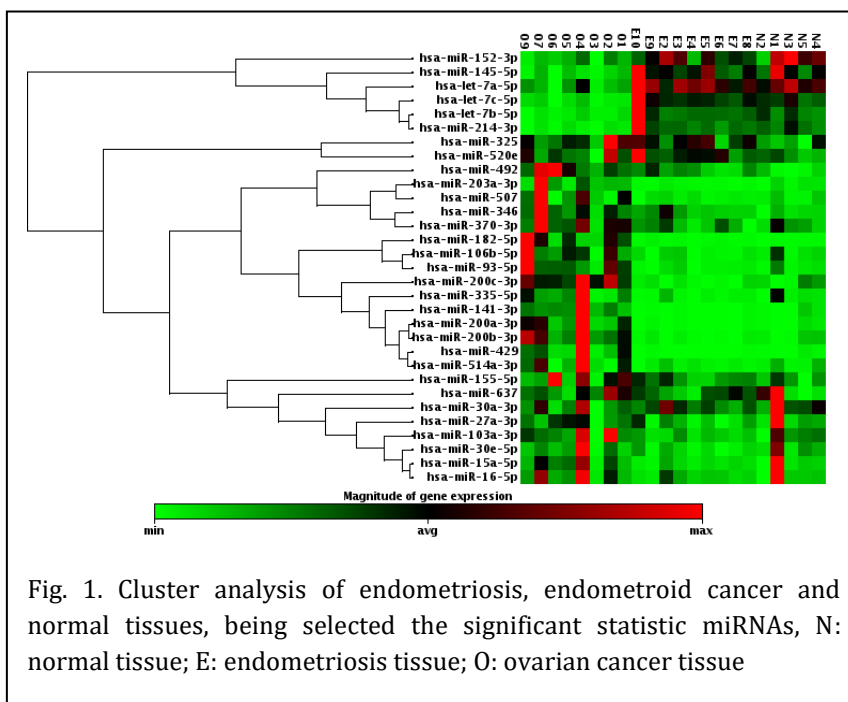 O9 O7 O6 O5 O4 O3 O2 O1 E10 E9 E2 E3 E4 E5 E6 E7 E8 N2 N1 N3 N5 N4
hsa-miR-152-3p
hsa-miR-145-5p
hsa-let-7a-5p
hsa-let-7c-5p
hsa-let-7b-5p
hsa-miR-214-3p
hsa-miR-325
hsa-miR-520e
hsa-miR-492
hsa-miR-203a-3p
hsa-miR-507
hsa-miR-346
hsa-miR-370-3p
hsa-miR-182-5p
hsa-miR-106b-5p
hsa-miR-93-5p
hsa-miR-200c-3p
hsa-miR-335-5p
hsa-miR-141-3p
hsa-miR-200a-3p
hsa-miR-200b-3p
hsa-miR-429
hsa-miR-514a-3p
hsa-miR-155-5p
hsa-miR-637
hsa-miR-30a-3p
hsa-miR-27a-3p
hsa-miR-103a-3p
hsa-miR-30e-5p
hsa-miR-15a-5p
hsa-miR-16-5p
Magnitude of gene expression
min avg max
Fig. 1. Cluster analysis of endometriosis, endometroid cancer and
normal tissues, being selected the significant statistic miRNAs, N:
normal tissue; E: endometriosis tissue; O: ovarian cancer tissue